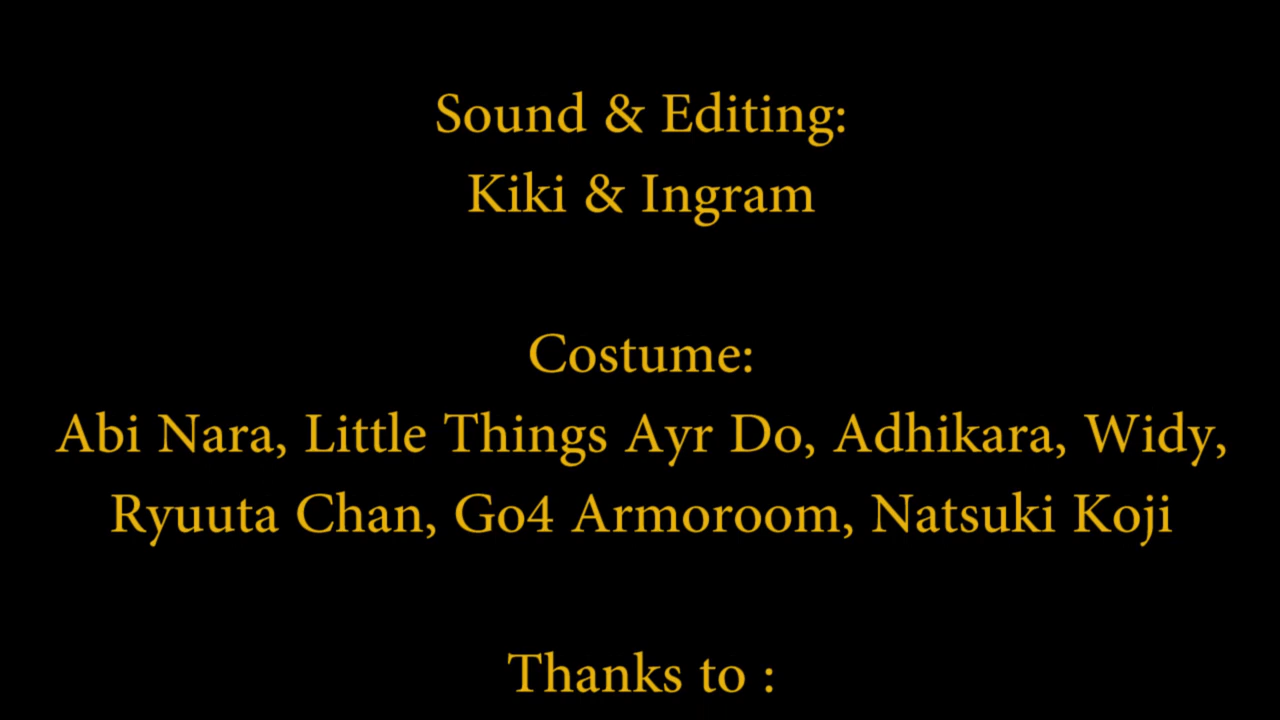 Sound & Editing:
Kiki & Ingram
Costume:
Abi Nara, Little Things Ayr Do, Adhikara, Widy,
Ryuuta Chan, Go4 Armoroom, Natsuki Koji
Thanks to :